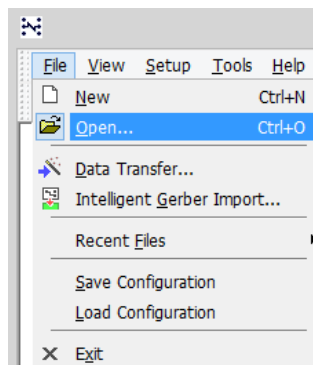 File View Setup Tools Help
New Ctrl+N
Open... Ctrl+O
Data Transfer...
Intelligent Gerber Import...
Recent Files
Save Configuration
Load Configuration
Exit